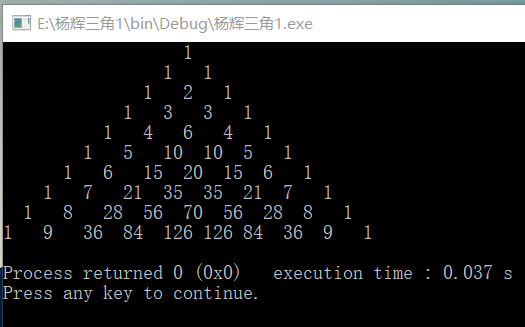 E:\杨辉三角1\bin\Debug\杨辉三角1.exe
1
1 1
1 2 1
1 3 3 1
1 4 6 4 1
1 5 10 10 5 1
1 6 15 20 15 6 1
1 7 21 35 35 21 7 1
1 8 28 56 70 56 28 8 1
1 9 36 84 126 126 84 36 9 1
Process returned 0 (0x0) execution time : 0.037 s
Press any key to continue.